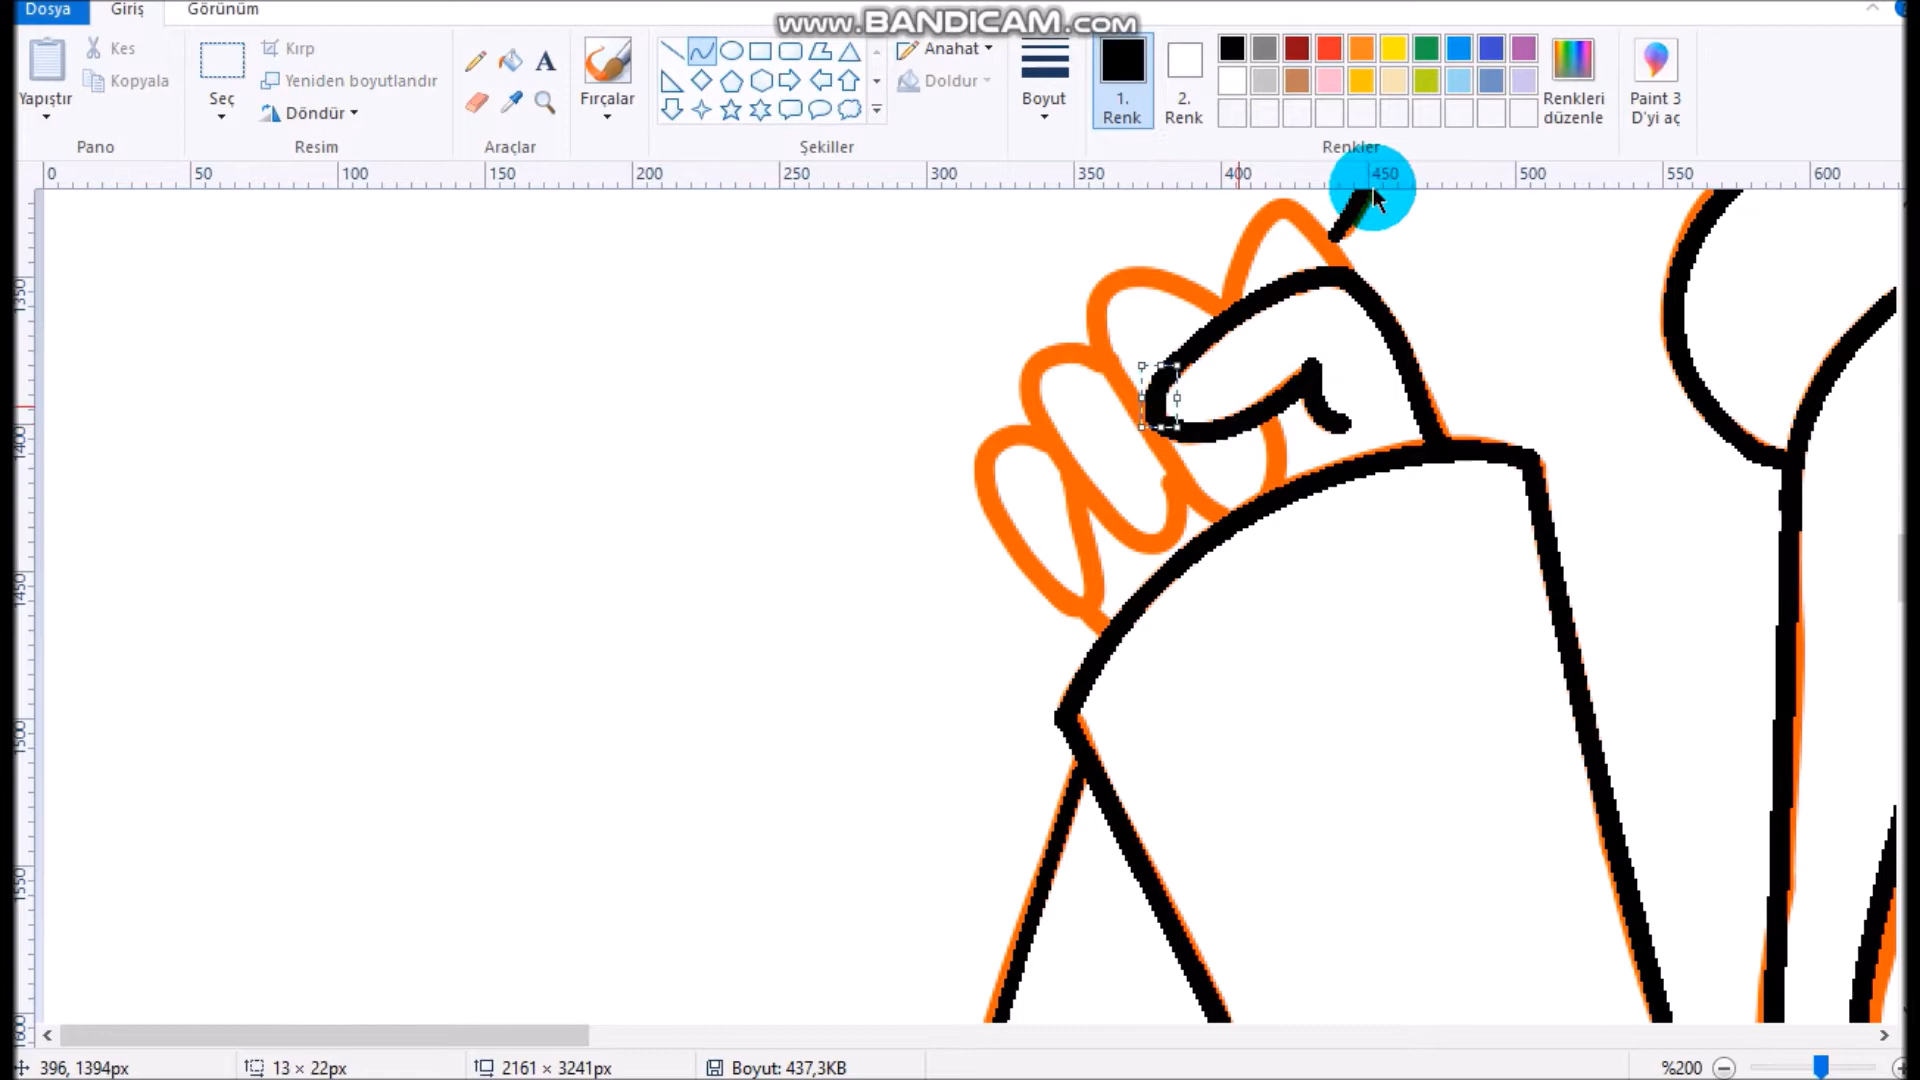 www.BANDICAM.com
Dosya Giriş Görünüm
Yapıştır
Kes
Kopyala
Pano
Seç
Kırp
Yeniden boyutlandır
Döndür
Resim
A
Araçlar
Fırçalar
Şekiller
Anahat
Doldur
Boyut
1.
Renk
2.
Renk
Renkler
Renkleri
düzenle
Paint 3
D'yi aç
0 50 100 150 200 250 300 350 400 450 500 550 600
1350
1400
1450
1500
1550
1600
396, 1394px
13 × 22px
2161 × 3241px
Boyut: 437,3KB
%200